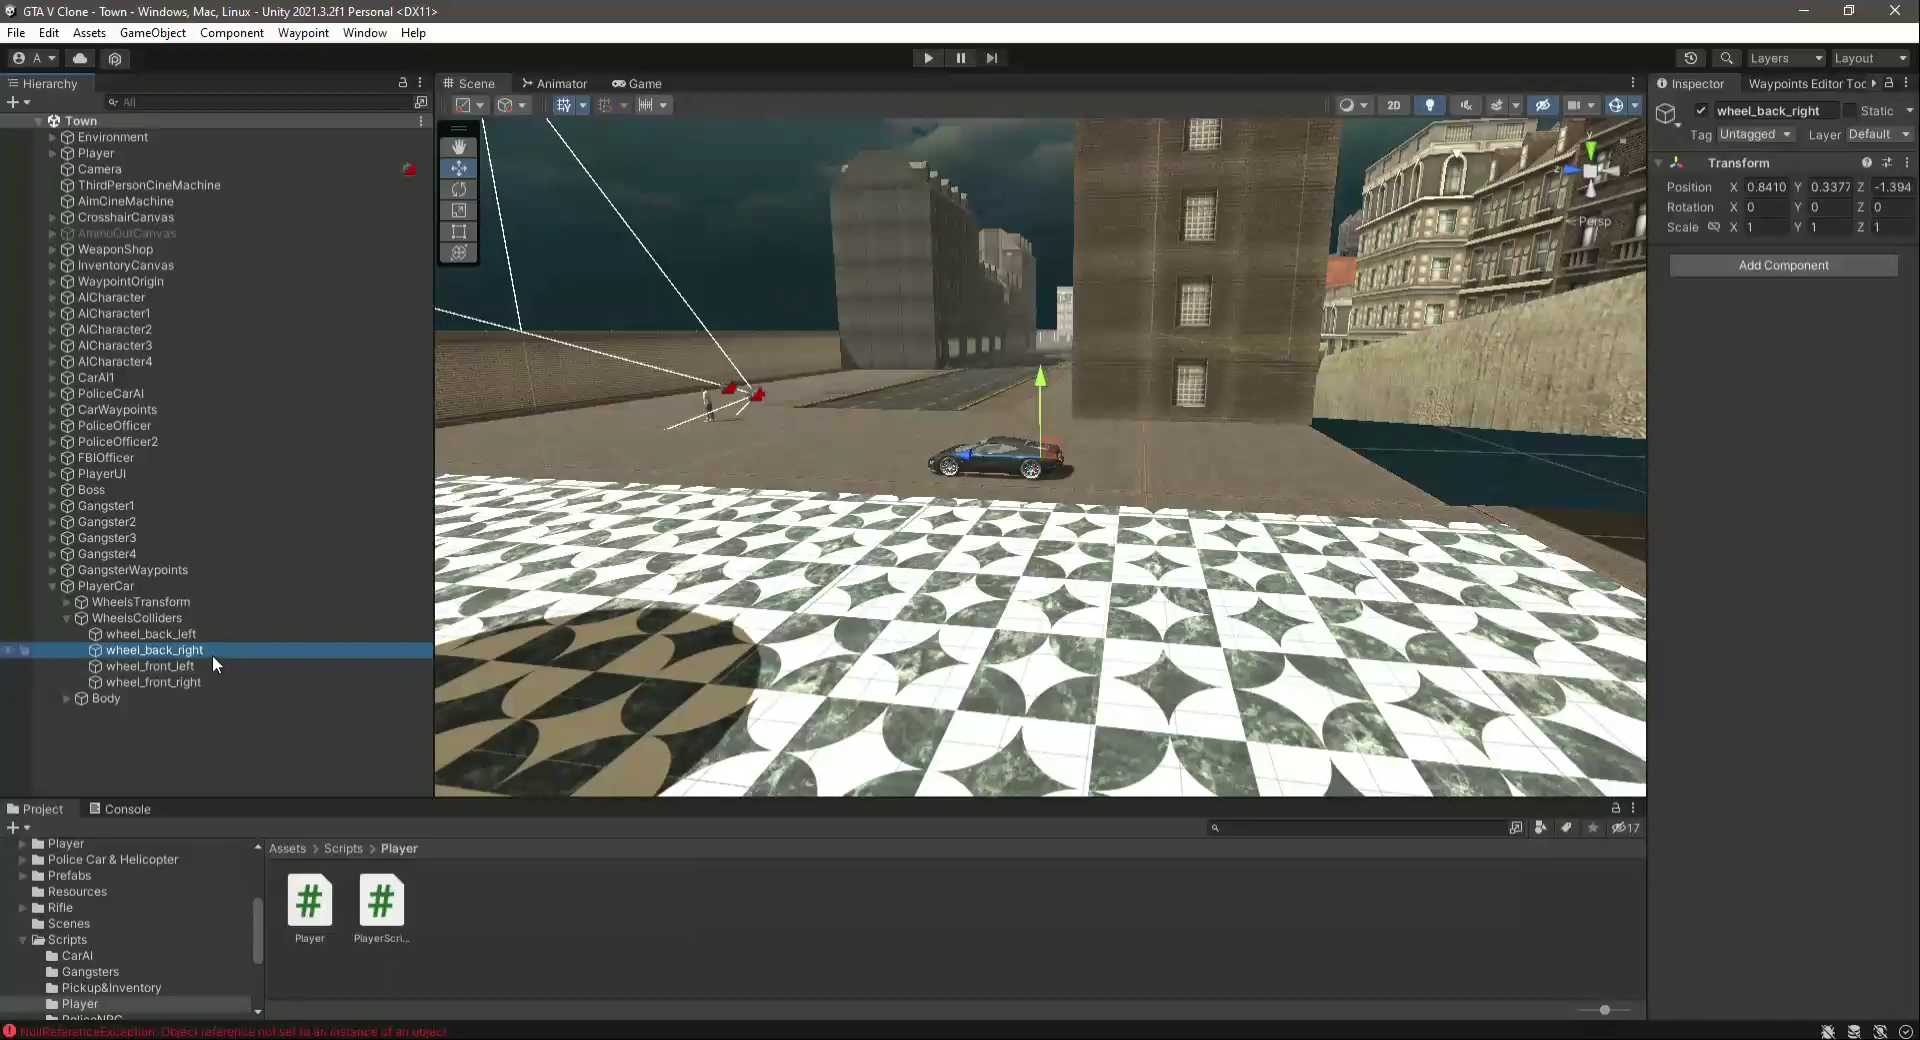 GTA V Clone - Town - Windows, Mac, Linux - Unity 2021.3.2f1 Personal <DX11>
File Edit Assets GameObject Component Waypoint Window Help
A
Layers
Layout
Hierarchy
All
Town
Environment
Player
Camera
ThirdPersonCineMachine
AimCineMachine
CrosshairCanvas
AmmoOutCanvas
WeaponShop
InventoryCanvas
WaypointOrigin
AICharacter
AICharacter1
AICharacter2
AICharacter3
AICharacter4
CarAI1
PoliceCarAI
CarWaypoints
PoliceOfficer
PoliceOfficer2
FBIOfficer
PlayerUI
Boss
Gangster1
Gangster2
Gangster3
Gangster4
GangsterWaypoints
PlayerCar
WheelsTransform
WheelsColliders
wheel_back_left
wheel_back_right
wheel_front_left
wheel_front_right
Body
Scene Animator Game
2D
y
Persp
Inspector Waypoints Editor Too
wheel_back_right Static
Tag Untagged Layer Default
Transform
Position X 0.8410 Y 0.3377 Z -1.394
Rotation X 0 Y 0 Z 0
Scale X 1 Y 1 Z 1
Add Component
Project Console
17
Player
Police Car & Helicopter
Prefabs
Resources
Rifle
Scenes
Scripts
CarAI
Gangsters
Pickup&Inventory
Player
PoliceNPC
Assets > Scripts > Player
Player
PlayerScri...
NullReferenceException: Object reference not set to an instance of an object